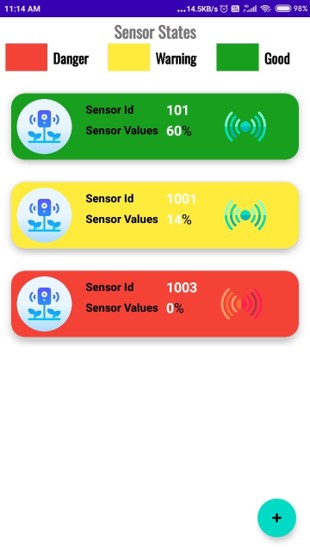 11:14 AM ...14.5KB/s 98%
Sensor States
Danger Warning Good
Sensor Id 101
Sensor Values 60%
Sensor Id 1001
Sensor Values 14%
Sensor Id 1003
Sensor Values 0%
+